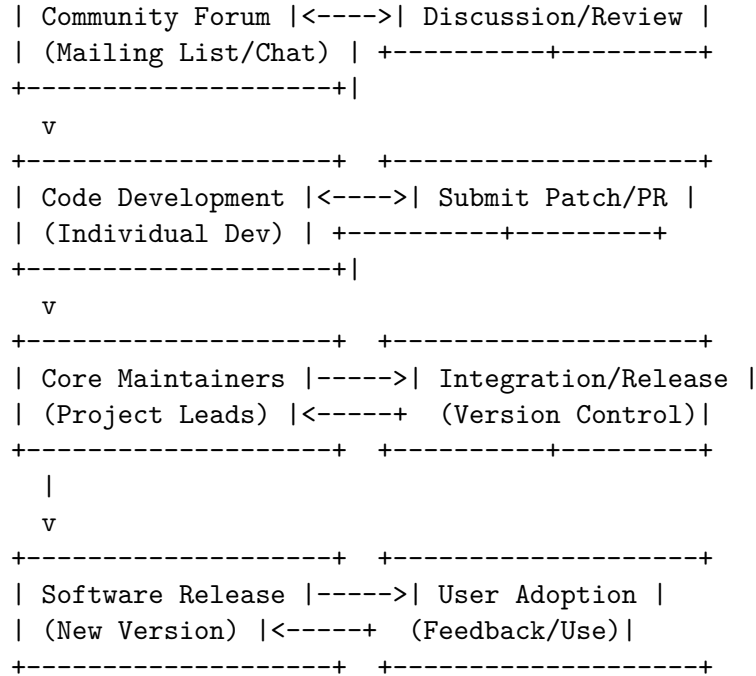 | Community Forum |<---->| Discussion/Review |
| (Mailing List/Chat) | +----------+---------+
+--------------------+|
  v
+--------------------+  +--------------------+
| Code Development |<---->| Submit Patch/PR |
| (Individual Dev) | +----------+---------+
+--------------------+|
  v
+--------------------+  +--------------------+
| Core Maintainers |----->| Integration/Release |
| (Project Leads) |<-----+  (Version Control)|
+--------------------+  +----------+---------+
  |
  v
+--------------------+  +--------------------+
| Software Release |----->| User Adoption |
| (New Version) |<-----+  (Feedback/Use)|
+--------------------+  +--------------------+